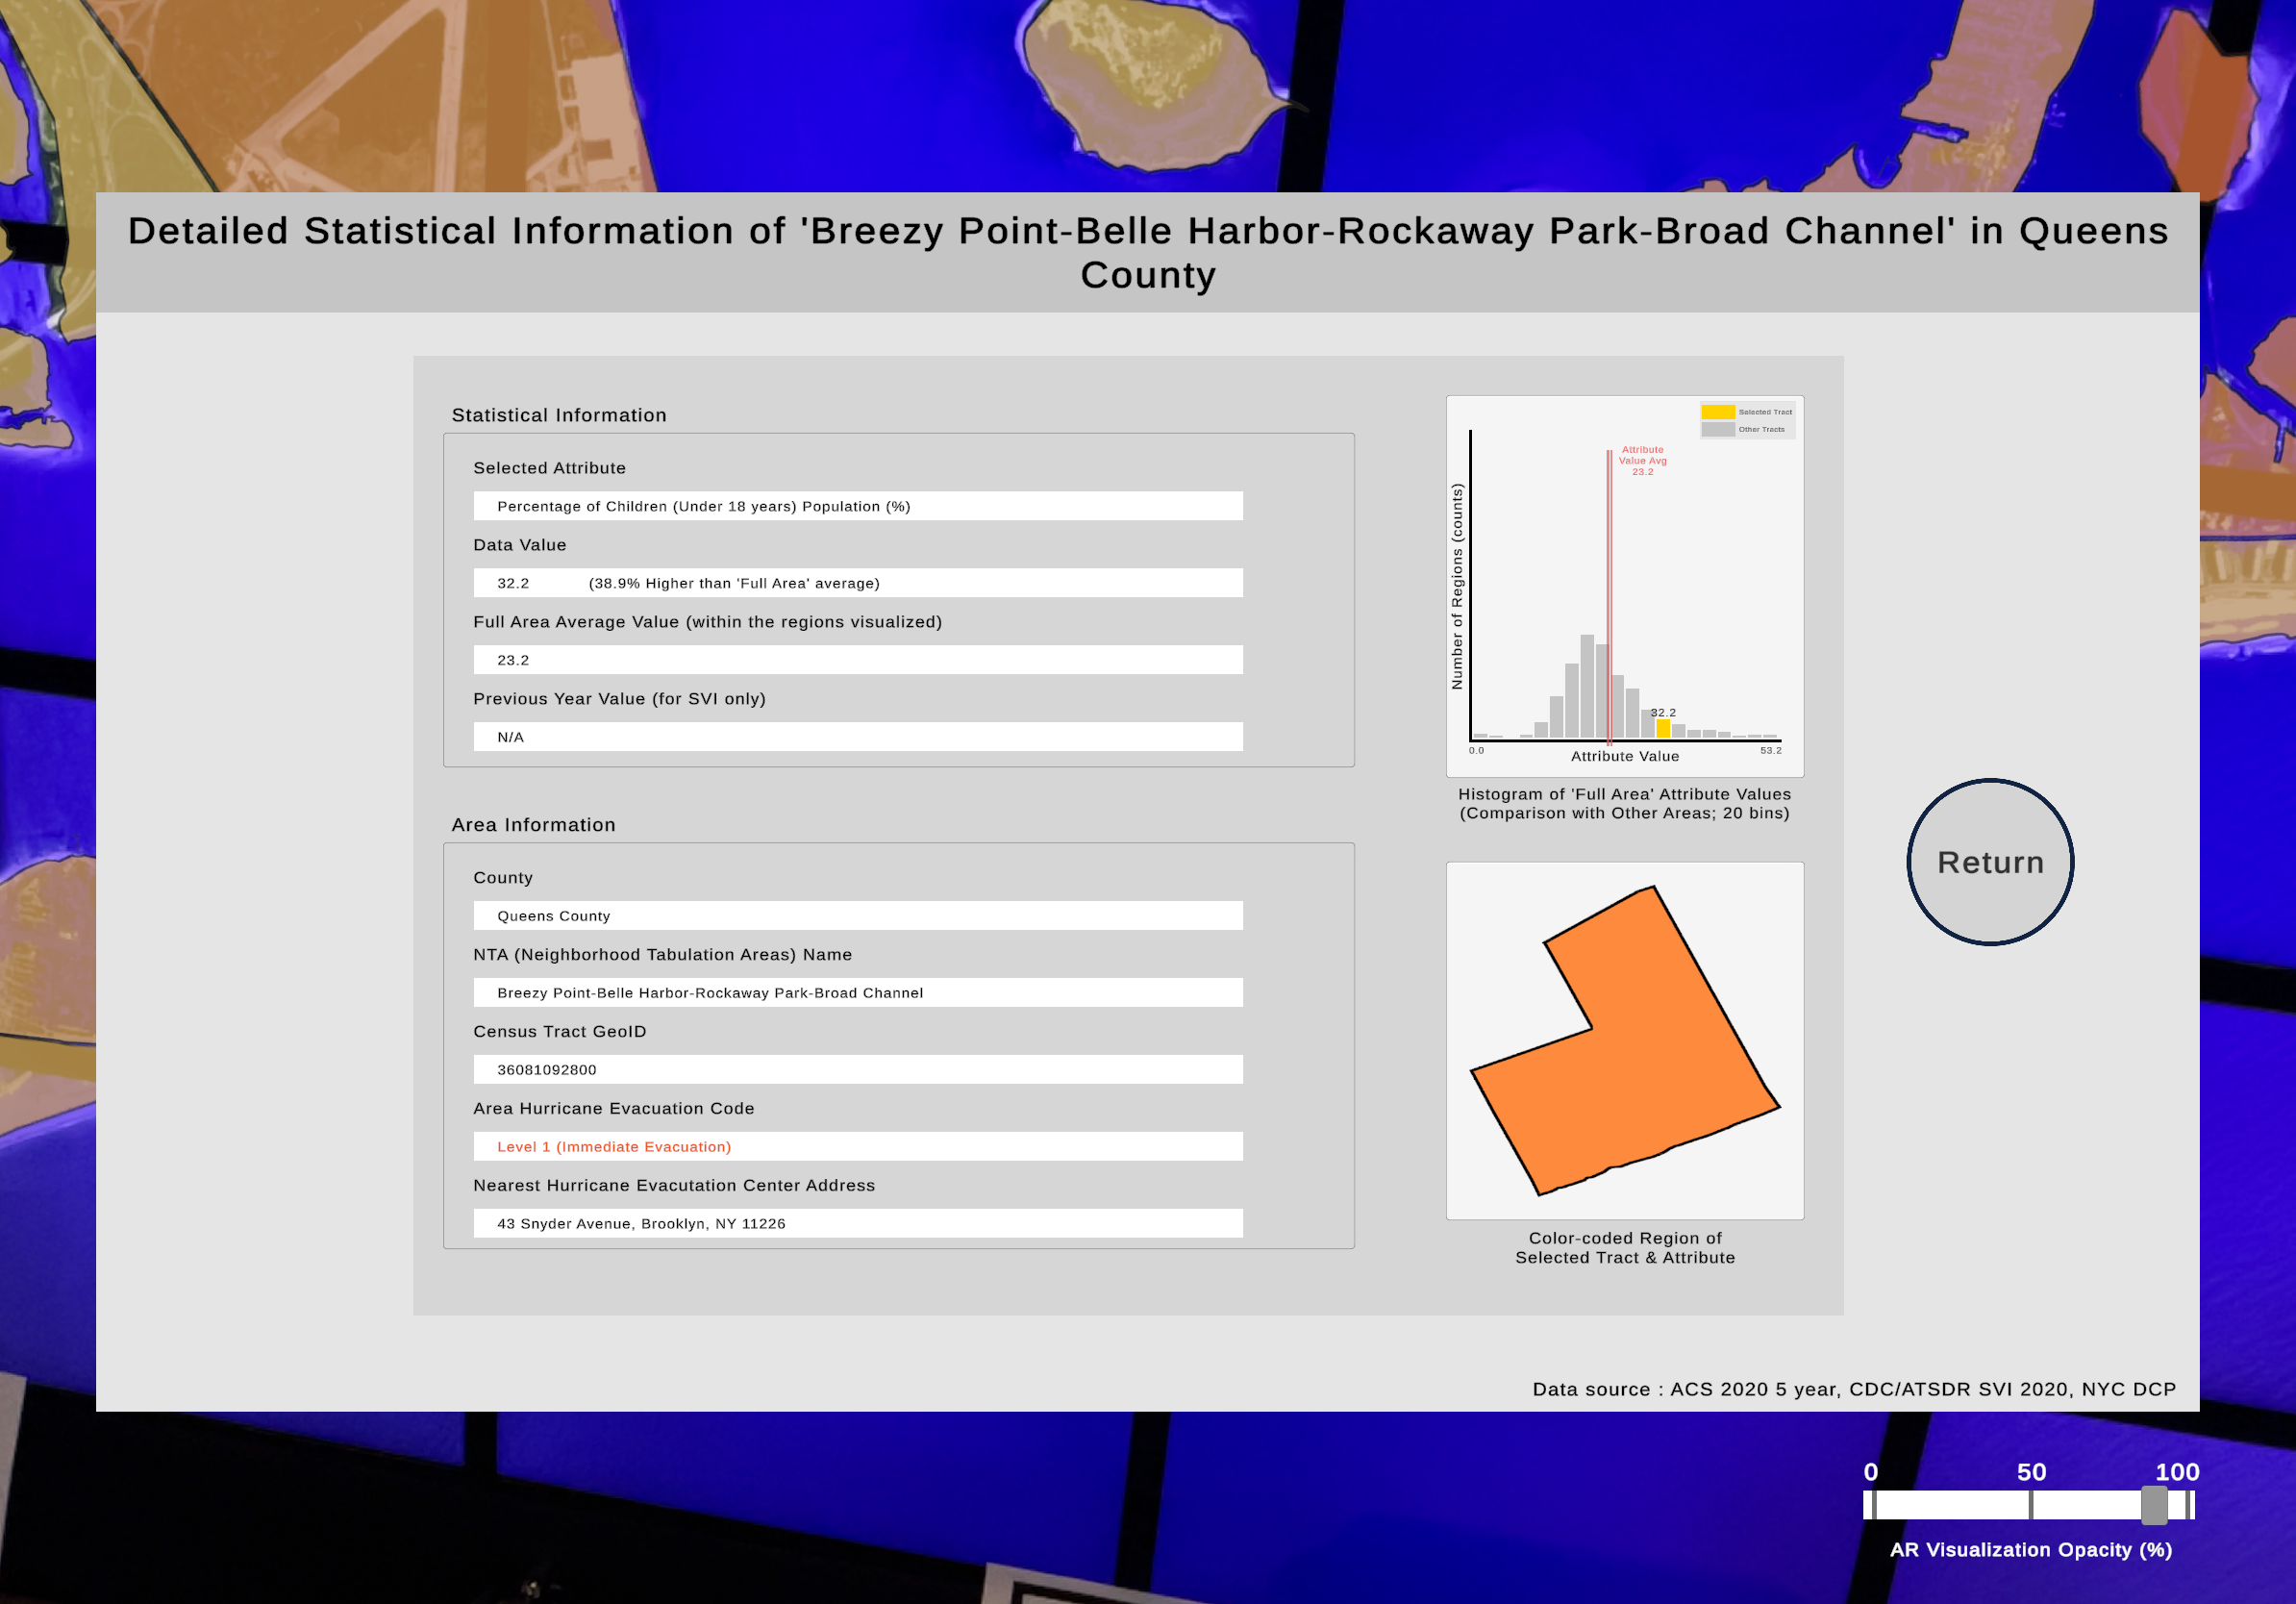 Detailed Statistical Information of 'Breezy Point-Belle Harbor-Rockaway Park-Broad Channel' in Queens
County
Statistical Information
Selected Attribute
Percentage of Children (Under 18 years) Population (%)
Data Value
32.2 (38.9% Higher than 'Full Area' average)
Full Area Average Value (within the regions visualized)
23.2
Previous Year Value (for SVI only)
N/A
Area Information
County
Queens County
NTA (Neighborhood Tabulation Areas) Name
Breezy Point-Belle Harbor-Rockaway Park-Broad Channel
Census Tract GeoID
36081092800
Area Hurricane Evacuation Code
Level 1 (Immediate Evacuation)
Nearest Hurricane Evacutation Center Address
43 Snyder Avenue, Brooklyn, NY 11226
Selected Tract
Other Tracts
Attribute
Value Avg
23.2
Number of Regions (counts)
32.2
0.0
53.2
Attribute Value
Histogram of 'Full Area' Attribute Values
(Comparison with Other Areas; 20 bins)
Color-coded Region of
Selected Tract & Attribute
Return
Data source : ACS 2020 5 year, CDC/ATSDR SVI 2020, NYC DCP
0 50 100
AR Visualization Opacity (%)